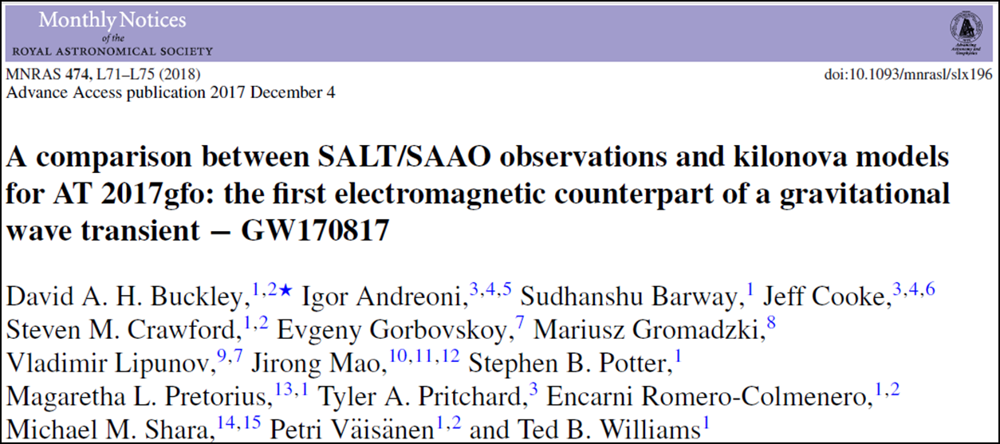 Monthly Notices
of the
ROYAL ASTRONOMICAL SOCIETY
MNRAS 474, L71–L75 (2018)
doi:10.1093/mnrasl/slx196
Advance Access publication 2017 December 4
A comparison between SALT/SAAO observations and kilonova models
for AT 2017gfo: the first electromagnetic counterpart of a gravitational
wave transient – GW170817
David A. H. Buckley,1,2★ Igor Andreoni,3,4,5 Sudhanshu Barway,1 Jeff Cooke,3,4,6
Steven M. Crawford,1,2 Evgeny Gorbovskoy,7 Mariusz Gromadzki,8
Vladimir Lipunov,9,7 Jirong Mao,10,11,12 Stephen B. Potter,1
Magaretha L. Pretorius,13,1 Tyler A. Pritchard,3 Encarni Romero-Colmenero,1,2
Michael M. Shara,14,15 Petri Väisänen1,2 and Ted B. Williams1